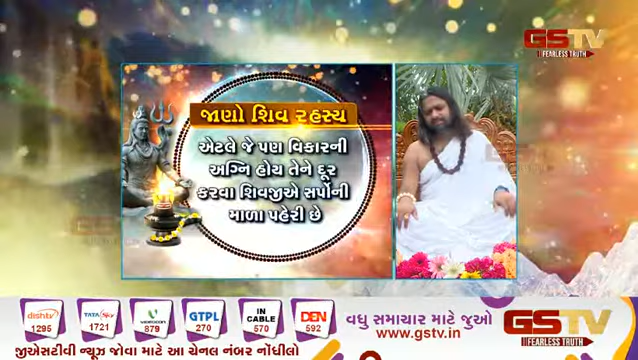 GSTV
FEARLESS TRUTH
જાણો શિવ રહસ્ય
એટલે જે પણ વિકારની
અગ્નિ હોય તેને દૂર
કરવા શિવજીએ સર્પોની
માળા પહેરી છે
dishtv
1295
TATA Sky
1721
videocon
879
GTPL
270
IN CABLE
570
DEN
592
વધુ સમાચાર માટે જુઓ
www.gstv.in
GSTV
FEARLESS TRUTH
જીએસટીવી ન્યૂઝ જોવા માટે આ ચેનલ નંબર નોંધીલો